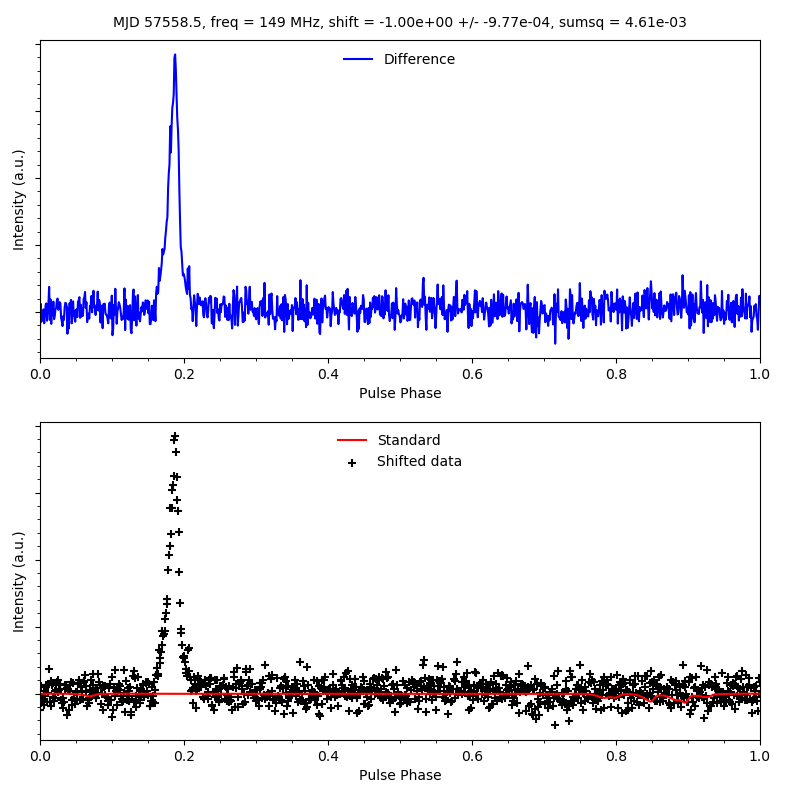 MJD 57558.5, freq = 149 MHz, shift = -1.00e+00 +/- -9.77e-04, sumsq = 4.61e-03
Difference
Intensity (a.u.)
0.0 0.2 0.4 0.6 0.8 1.0
Pulse Phase
Standard
Shifted data
Intensity (a.u.)
0.0 0.2 0.4 0.6 0.8 1.0
Pulse Phase